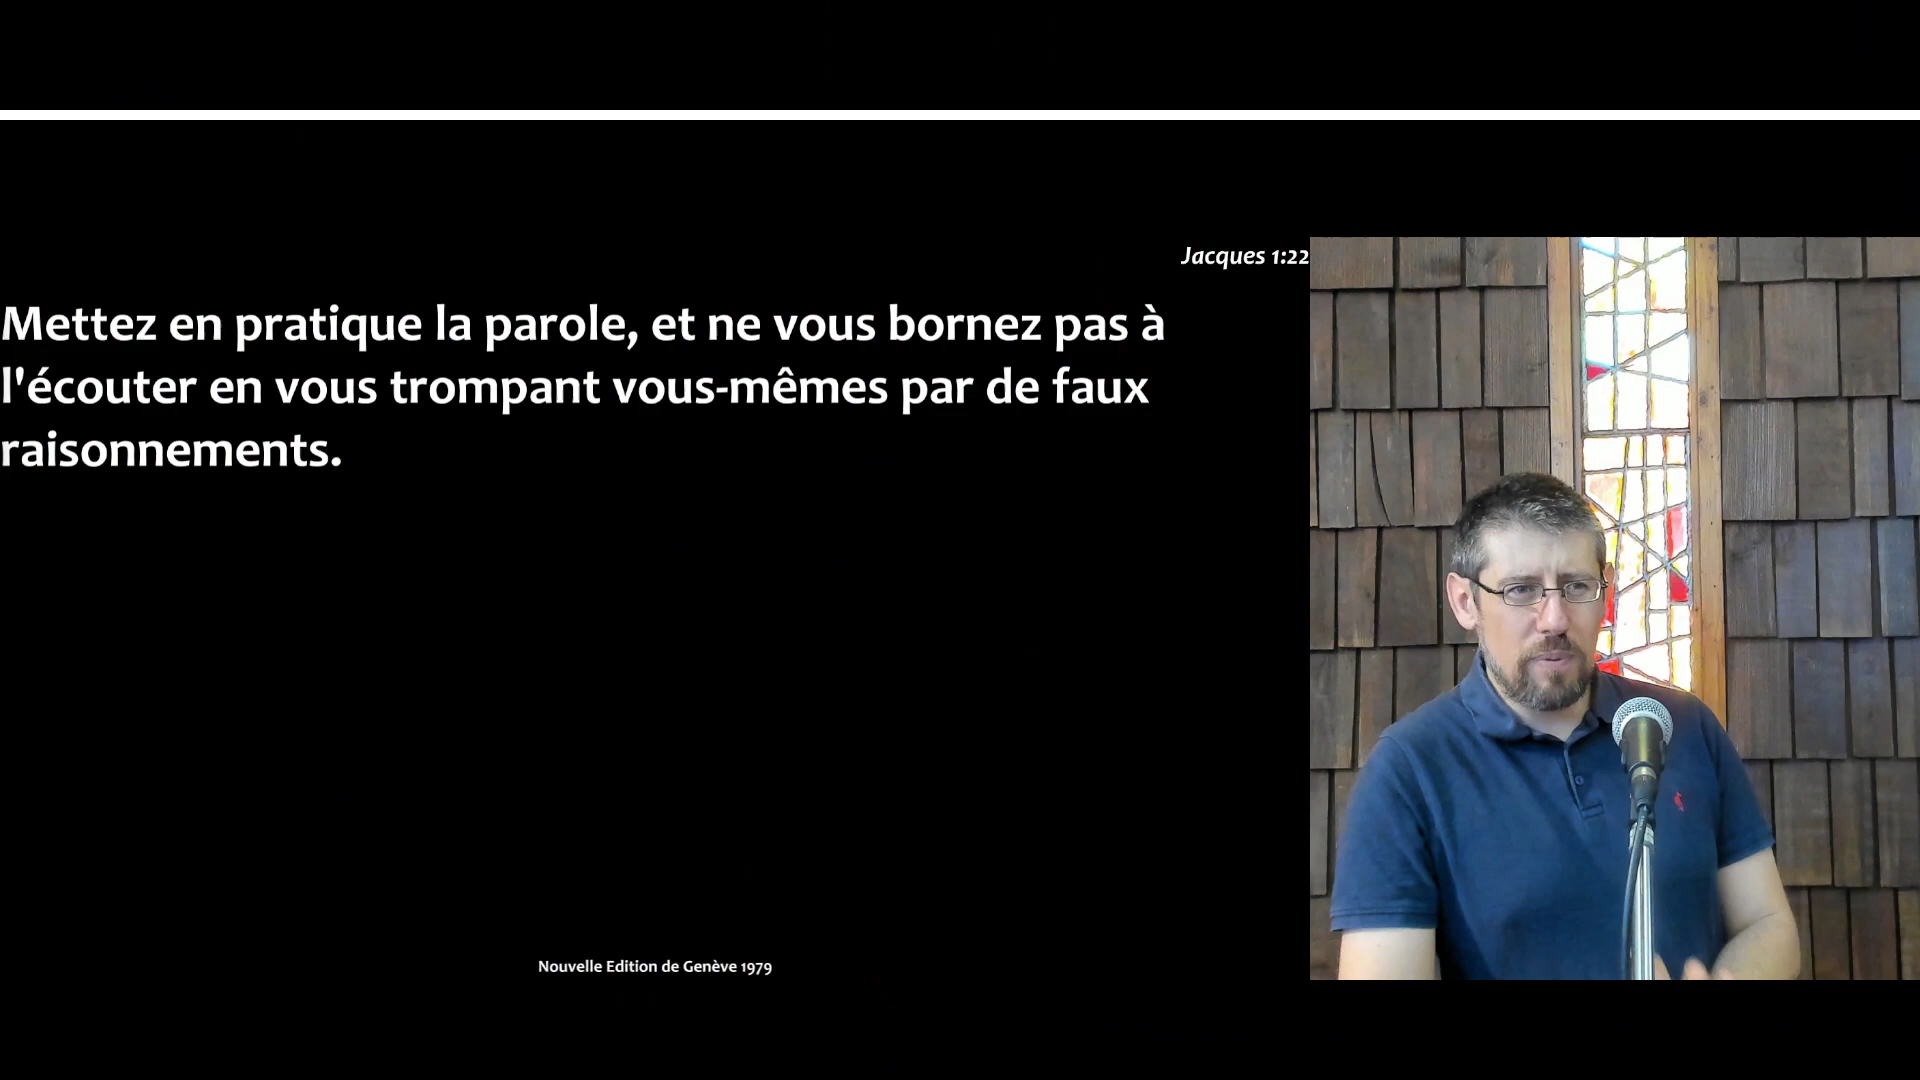 Jacques 1:22
Mettez en pratique la parole, et ne vous bornez pas à
l'écouter en vous trompant vous-mêmes par de faux
raisonnements.
Nouvelle Edition de Genève 1979